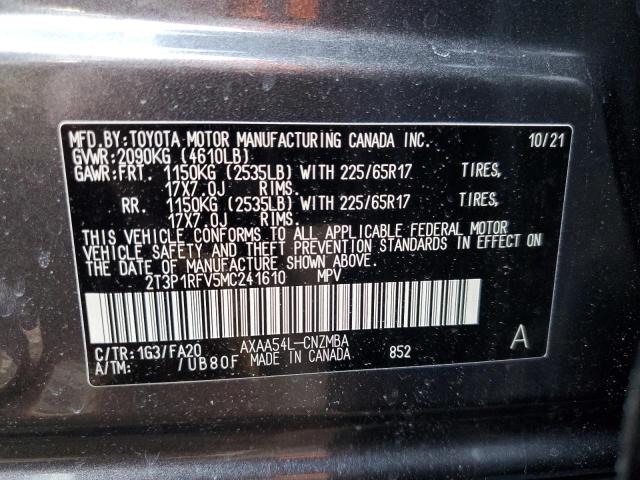 MFD.BY:TOYOTA MOTOR MANUFACTURING CANADA INC. 10/21
GVWR:2090KG (4610LB)
GAWR:FRT. 1150KG (2535LB) WITH 225/65R17 TIRES,
17X7.0J RIMS.
RR. 1150KG (2535LB) WITH 225/65R17 TIRES,
17X7.0J RIMS.
THIS VEHICLE CONFORMS TO ALL APPLICABLE FEDERAL MOTOR
VEHICLE SAFETY AND THEFT PREVENTION STANDARDS IN EFFECT ON
THE DATE OF MANUFACTURE SHOWN ABOVE.
2T3P1RFV5MC241610 MPV
C/TR:1G3/FA20 AXAA54L-CNZMBA 852 A
A/TM: /UB80F MADE IN CANADA